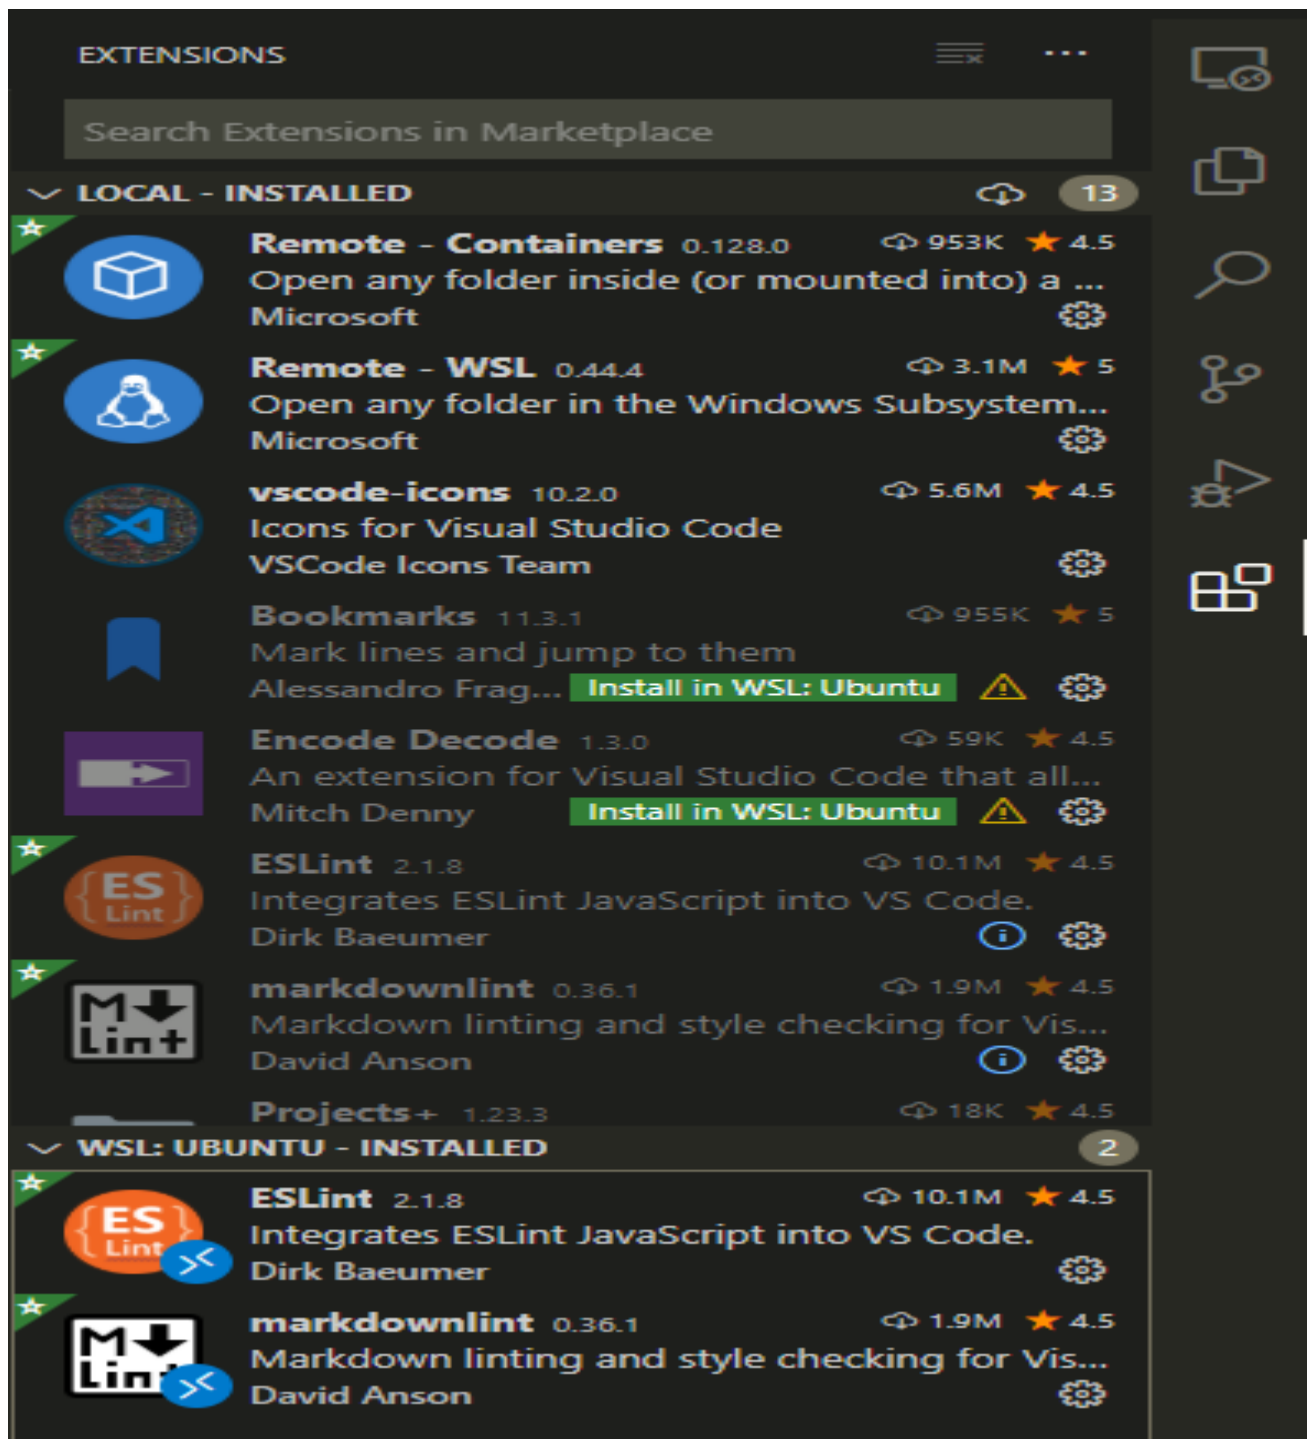 EXTENSIONS
Search Extensions in Marketplace
LOCAL - INSTALLED 13
Remote - Containers 0.128.0 953K 4.5
Open any folder inside (or mounted into) a ...
Microsoft
Remote - WSL 0.44.4 3.1M 5
Open any folder in the Windows Subsystem...
Microsoft
vscode-icons 10.2.0 5.6M 4.5
Icons for Visual Studio Code
VSCode Icons Team
Bookmarks 11.3.1 955K 5
Mark lines and jump to them
Alessandro Frag... Install in WSL: Ubuntu
Encode Decode 1.3.0 59K 4.5
An extension for Visual Studio Code that all...
Mitch Denny Install in WSL: Ubuntu
ES
Lint
ESLint 2.1.8 10.1M 4.5
Integrates ESLint JavaScript into VS Code.
Dirk Baeumer
M
Lint
markdownlint 0.36.1 1.9M 4.5
Markdown linting and style checking for Vis...
David Anson
Projects+ 1.23.3 18K 4.5
WSL: UBUNTU - INSTALLED 2
ES
Lint
ESLint 2.1.8 10.1M 4.5
Integrates ESLint JavaScript into VS Code.
Dirk Baeumer
M
Lint
markdownlint 0.36.1 1.9M 4.5
Markdown linting and style checking for Vis...
David Anson